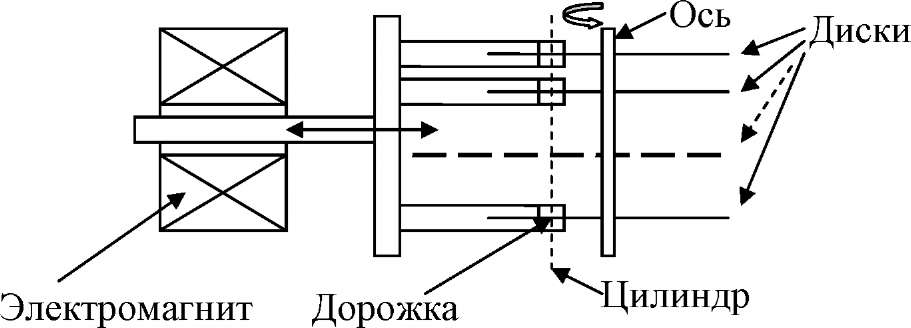 Ось
Диски
Электромагнит
Дорожка
Цилиндр